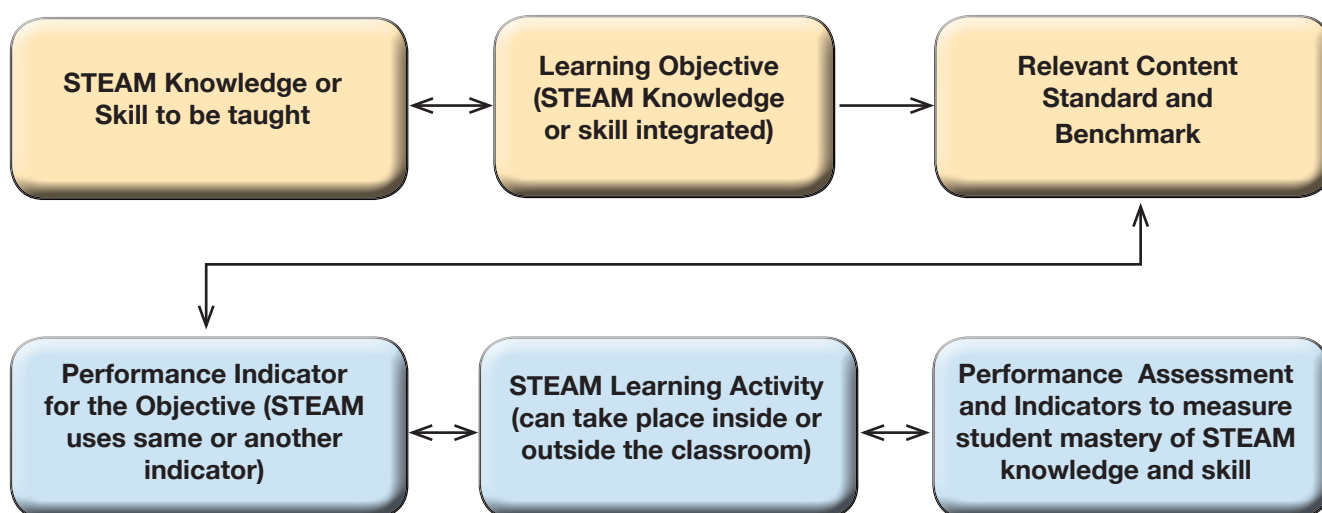 STEAM Knowledge or
Skill to be taught
Learning Objective
(STEAM Knowledge
or skill integrated)
Relevant Content
Standard and
Benchmark
Performance Indicator
for the Objective (STEAM
uses same or another
indicator)
STEAM Learning Activity
(can take place inside or
outside the classroom)
Performance Assessment
and Indicators to measure
student mastery of STEAM
knowledge and skill